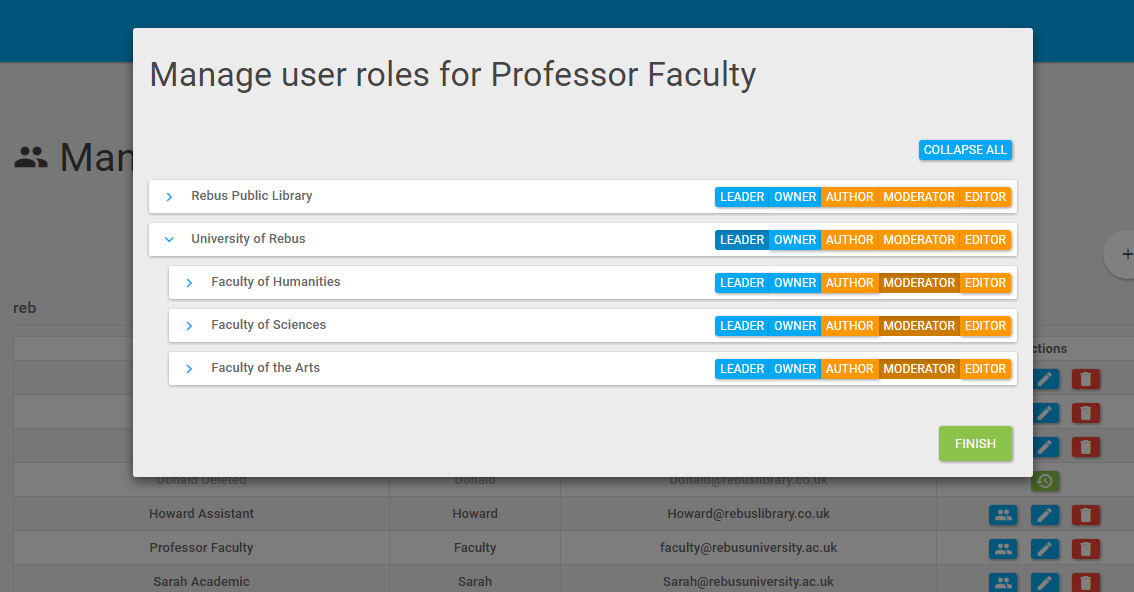 Manage user roles for Professor Faculty
Man
COLLAPSE ALL
Rebus Public Library LEADER OWNER AUTHOR MODERATOR EDITOR
University of Rebus LEADER OWNER AUTHOR MODERATOR EDITOR
Faculty of Humanities LEADER OWNER AUTHOR MODERATOR EDITOR
reb
Faculty of Sciences LEADER OWNER AUTHOR MODERATOR EDITOR
ctions
Faculty of the Arts LEADER OWNER AUTHOR MODERATOR EDITOR
FINISH
Donald Deleted Donald Donald@rebuslibrary.co.uk
Howard Assistant Howard Howard@rebuslibrary.co.uk
Professor Faculty Faculty faculty@rebusuniversity.ac.uk
Sarah Academic Sarah Sarah@rebusuniversity.ac.uk